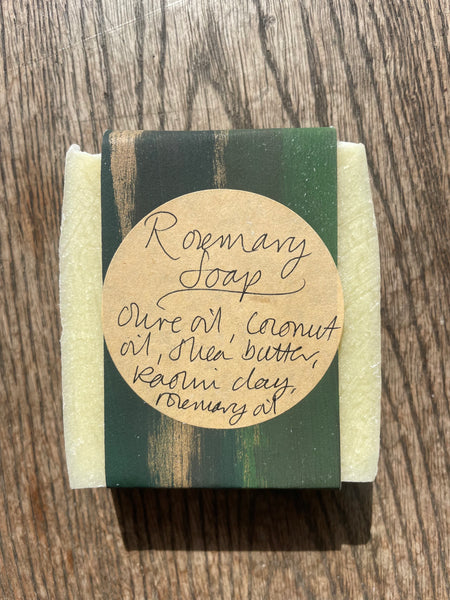 Rosemary
Soap
Olive oil, Coconut
oil, Shea butter,
Kaolin clay,
rosemary oil